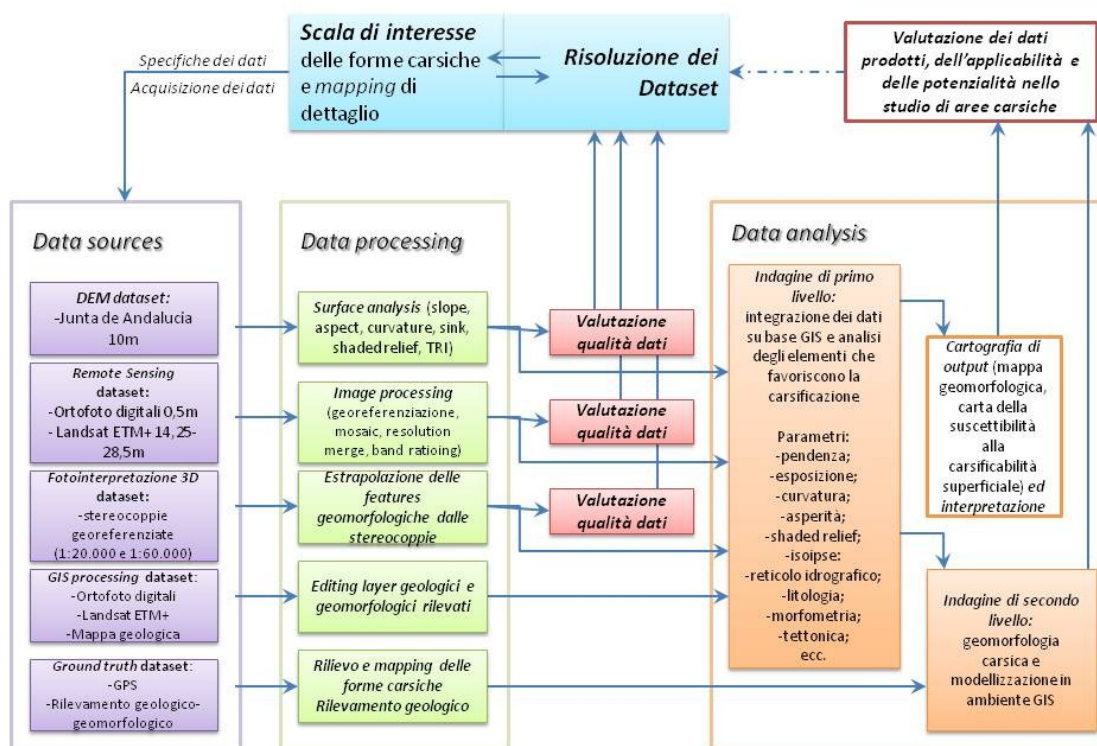 Specifiche dei dati
Acquisizione dei dati
Scala di interesse
delle forme carsiche
e mapping di
dettaglio
Risoluzione dei
Dataset
Valutazione dei dati
prodotti, dell'applicabilità e
delle potenzialità nello
studio di aree carsiche
Data sources
DEM dataset:
-Junta de Andalucia
10m
Remote Sensing
dataset:
-Ortofoto digitali 0,5m
-Landsat ETM+ 14,25-
28,5m
Fotointerpretazione 3D
dataset:
-stereocoppie
georeferenziate
(1:20.000 e 1:60.000)
GIS processing dataset:
-Ortofoto digitali
-Landsat ETM+
-Mappa geologica
Ground truth dataset:
-GPS
-Rilevamento geologico-
geomorfologico
Data processing
Surface analysis (slope,
aspect, curvature, sink,
shaded relief, TRI)
Image processing
(georeferenziazione,
mosaic, resolution
merge, band ratioing)
Estrapolazione delle
features
geomorfologiche dalle
stereocoppie
Editing layer geologici e
geomorfologici rilevati
Rilievo e mapping delle
forme carsiche
Rilevamento geologico
Valutazione
qualità dati
Valutazione
qualità dati
Valutazione
qualità dati
Data analysis
Indagine di primo
livello:
integrazione dei dati
su base GIS e analisi
degli elementi che
favoriscono la
carsificazione
Parametri:
-pendenza;
-esposizione;
-curvatura;
-asperità;
-shaded relief;
-isoipse:
-reticolo idrografico;
-litologia;
-morfometria;
-tettonica;
ecc.
Cartografia di
output (mappa
geomorfologica,
carta della
suscettibilità
alla
carsificabilità
superficiale) ed
interpretazione
Indagine di secondo
livello:
geomorfologia
carsica e
modellizzazione in
ambiente GIS